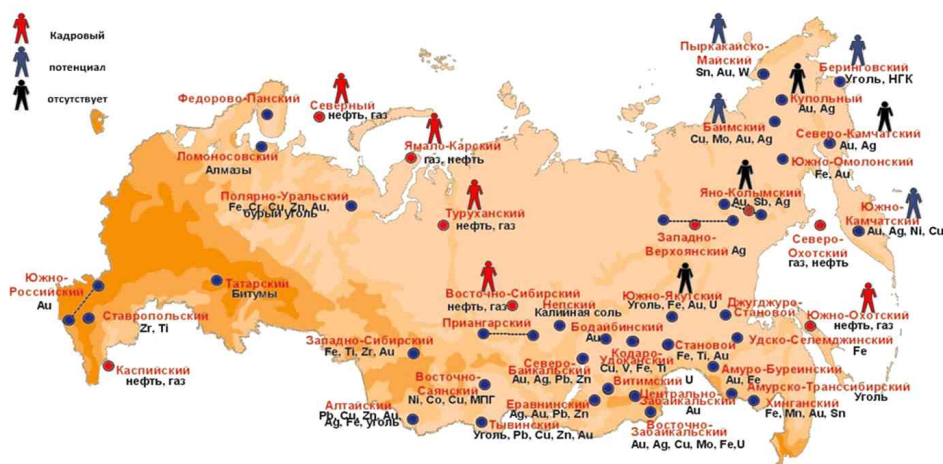 Кадровый
потенциал
отсутствует
Федорово-Панский
Северный
нефть, газ
Ямало-Карский
газ, нефть
Ломоносовский
Алмазы
Полярно-Уральский
Fe, Cr, Cu, Zn, Au,
бурый уголь
Туруханский
нефть, газ
Пыркакайско-
Майский
Sn, Au, W
Беринговский
Уголь, НГК
Купольный
Au, Ag
Баимский
Cu, Mo, Au, Ag
Северо-Камчатский
Au, Ag
Южно-Омолонский
Fe, Au
Яно-Колымский
Au, Sb, Ag
Южно-
Камчатский
Au, Ag, Ni, Cu
Западно-
Верхоянский Ag
Северо-
Охотский
газ, нефть
Южно-
Российский
Au
Татарский
Битумы
Ставропольский
Zr, Ti
Каспийский
нефть, газ
Восточно-Сибирский
нефть, газ
Непский
Калийная соль
Приангарский
Южно-Якутский
Уголь, Fe, Au, U
Джугджуро-
Становой
Южно-Охотский
нефть, газ
Удско-Селемджинский
Fe
Западно-Сибирский
Fe, Ti, Zr, Au
Бодайбинский
Au
Кодаро-
Удоканский
Cu, V, Fe, Ti
Становой
Fe, Ti, Au
Северо-
Байкальский
Au, Ag, Pb, Zn
Витимский U
Амуро-Буреинский
Au, Fe
Амурско-Транссибирский
Уголь
Восточно-
Саянский
Ni, Co, Cu, МПГ
Еравнинский
Ag, Au, Pb, Zn
Центрально-
Забайкальский
Au
Хинганский
Fe, Mn, Au, Sn
Алтайский
Pb, Cu, Zn, Au,
Ag, Fe, уголь
Тывинский
Уголь, Pb, Cu, Zn, Au
Восточно-
Забайкальский
Au, Ag, Cu, Mo, Fe,U